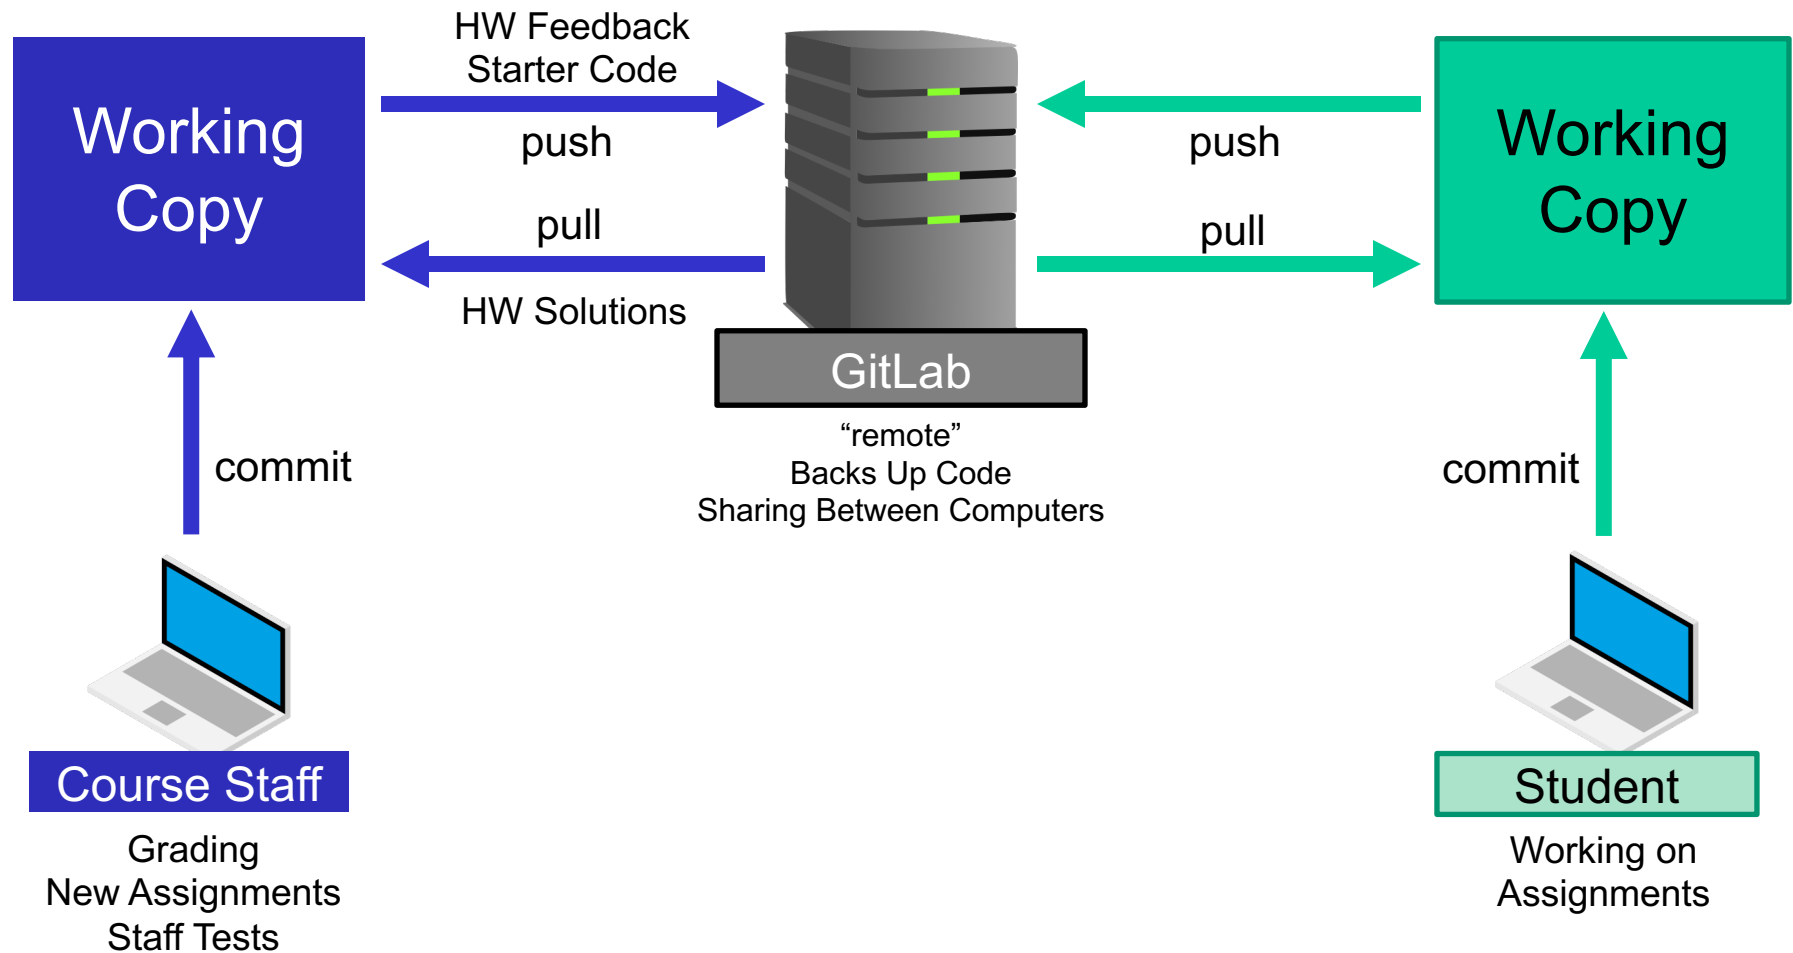 HW Feedback
Starter Code
push
pull
HW Solutions
Working
Copy
commit
Course Staff
Grading
New Assignments
Staff Tests
GitLab
“remote”
Backs Up Code
Sharing Between Computers
push
pull
Working
Copy
commit
Student
Working on
Assignments